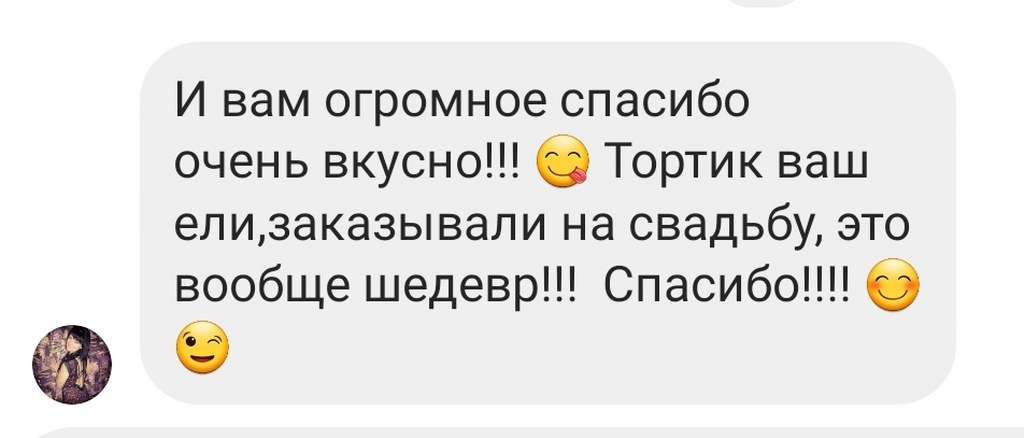 И вам огромное спасибо
очень вкусно!!! 😋 Тортик ваш
ели,заказывали на свадьбу, это
вообще шедевр!!!  Спасибо!!!! 😊
😉